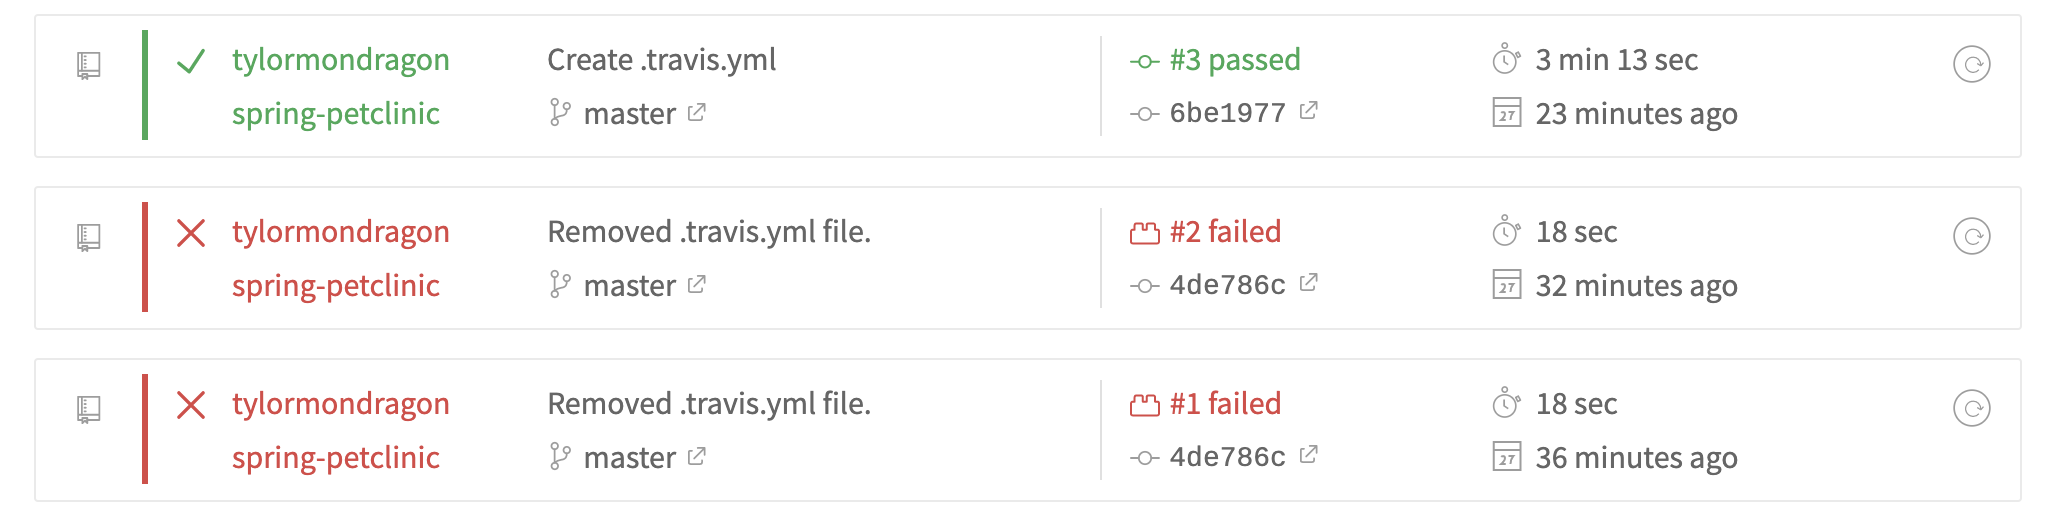 tylormondragon Create .travis.yml #3 passed 3 min 13 sec
spring-petclinic master 6be1977 27 23 minutes ago
tylormondragon Removed .travis.yml file. #2 failed 18 sec
spring-petclinic master 4de786c 27 32 minutes ago
tylormondragon Removed .travis.yml file. #1 failed 18 sec
spring-petclinic master 4de786c 27 36 minutes ago